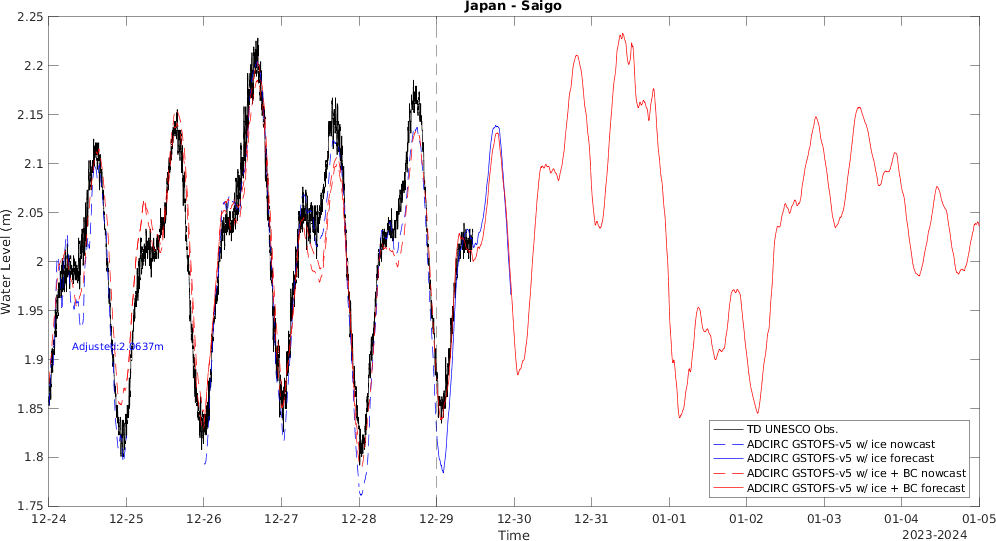 Japan - Saigo
2.25
2.2
2.15
2.1
2.05
2
1.95
1.9
1.85
1.8
1.75
Water Level (m)
Adjusted:2.0637m
TD UNESCO Obs.
ADCIRC GSTOFS-v5 w/ ice nowcast
ADCIRC GSTOFS-v5 w/ ice forecast
ADCIRC GSTOFS-v5 w/ ice + BC nowcast
ADCIRC GSTOFS-v5 w/ ice + BC forecast
12-24 12-25 12-26 12-27 12-28 12-29 12-30 12-31 01-01 01-02 01-03 01-04 01-05
Time
2023-2024